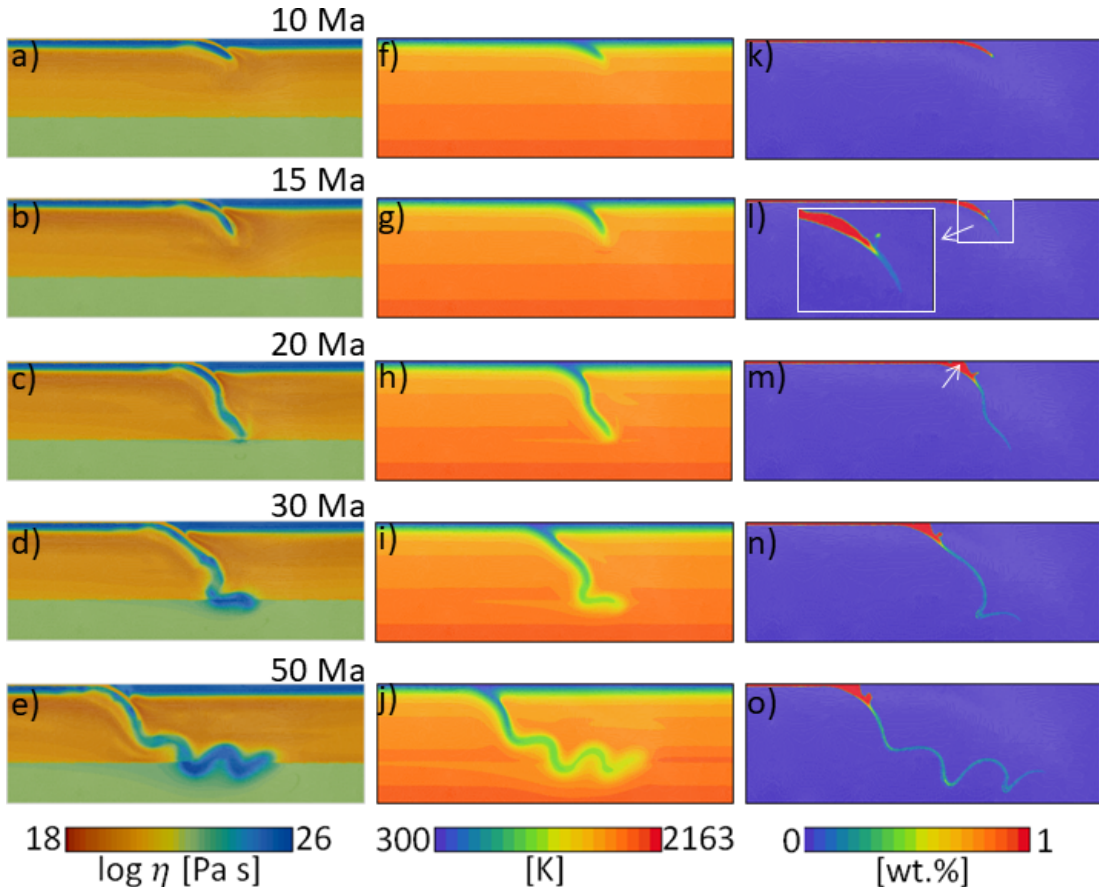 10 Ma
a) f) k)
15 Ma
b) g) l)
20 Ma
c) h) m)
30 Ma
d) i) n)
50 Ma
e) j) o)
18 26 300 2163 0 1
log η [Pa s] [K] [wt.%]